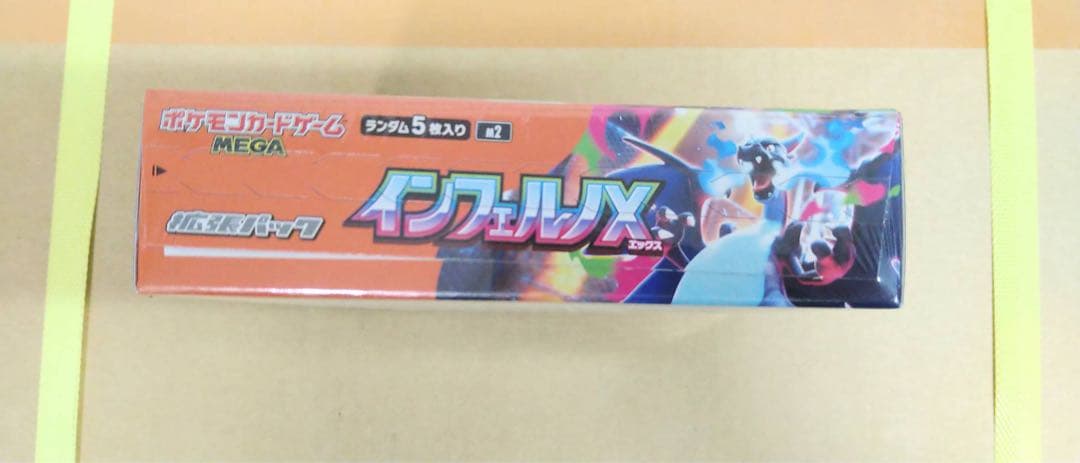 ポケモンカードゲーム
MEGA
ランダム5枚入り
M2
拡張パック
インフェルノX
エックス